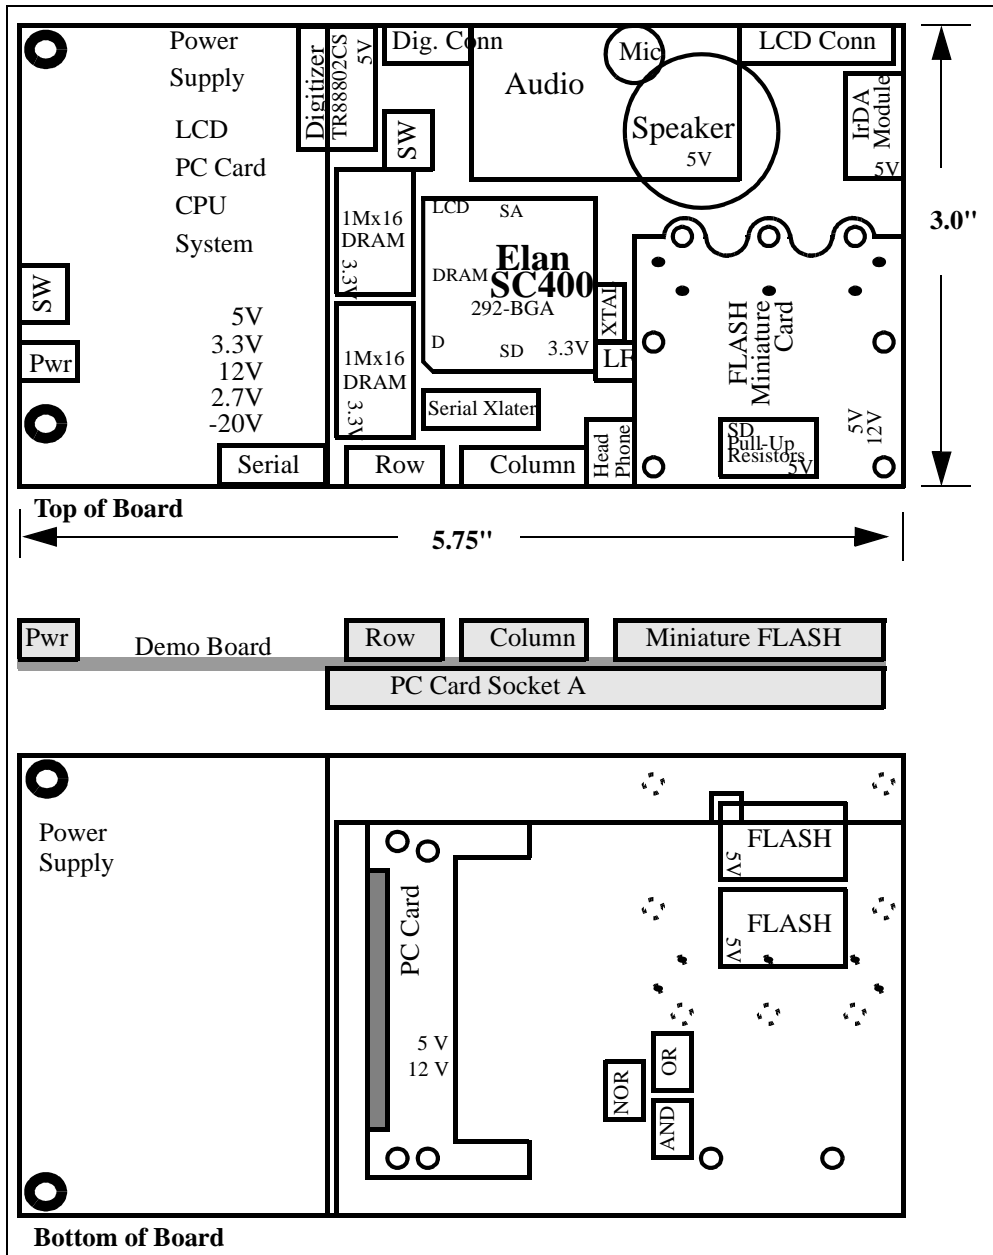 Power
Supply
LCD
PC Card
CPU
System
5V
3.3V
12V
2.7V
-20V
SW
Pwr
Serial
Digitizer
TR88802CS
5V
Dig. Conn
SW
Audio
Mic
Speaker
5V
LCD Conn
IrDA
Module
5V
1Mx16
DRAM
3.3V
1Mx16
DRAM
3.3V
LCD
SA
Elan
DRAM
SC400
292-BGA
D
SD
3.3V
XTAL
LF
Serial Xlater
Row
Column
Head
Phone
FLASH
Miniature
Card
SD
Pull-Up
Resistors
5V
5V
12V
3.0"
Top of Board
5.75"
Pwr
Demo Board
Row
Column
Miniature FLASH
PC Card Socket A
Power
Supply
PC Card
5 V
12 V
FLASH
5V
FLASH
5V
NOR
OR
AND
Bottom of Board